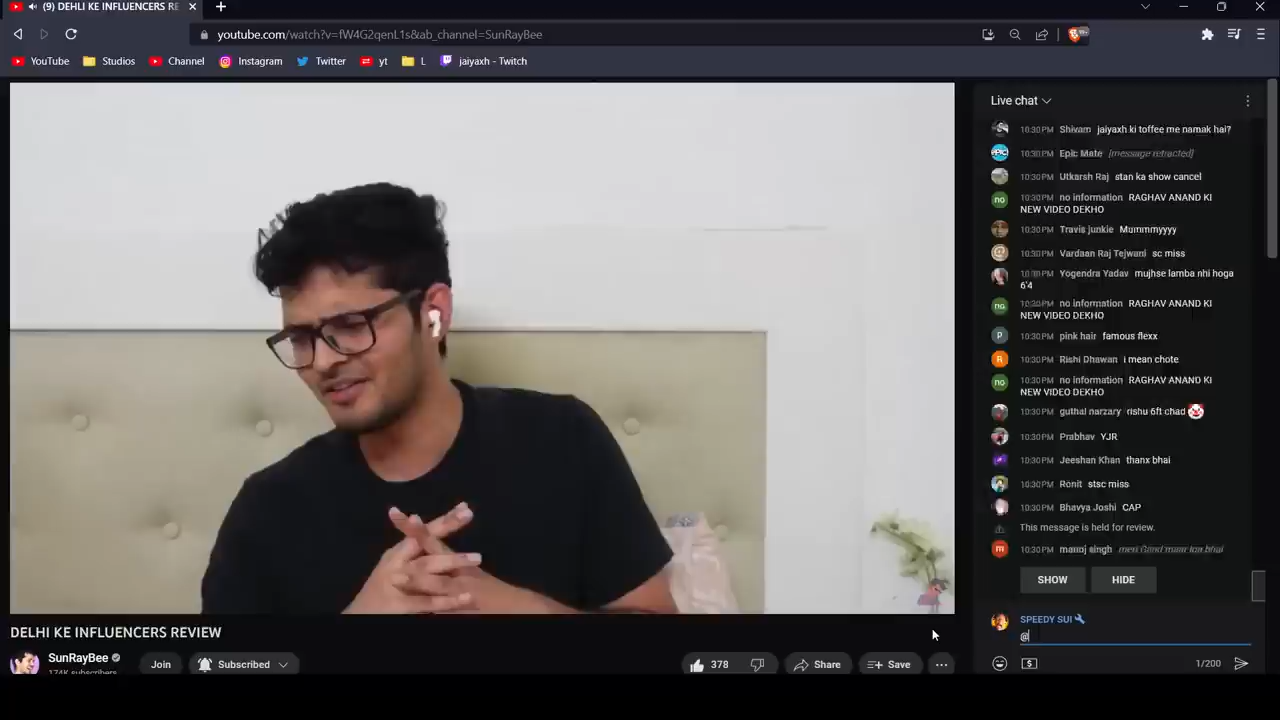 (9) DEHLI KE INFLUENCERS RE
youtube.com/watch?v=fW4G2qenL1s&ab_channel=SunRayBee
99+
YouTube Studios Channel Instagram Twitter yt L jaiyaxh - Twitch
Live chat
10:30 PM Shivam jaiyaxh ki toffee me namak hai?
10:30 PM Epic Mate [message retracted]
10:30 PM Utkarsh Raj stan ka show cancel
10:30 PM no information RAGHAV ANAND KI
NEW VIDEO DEKHO
10:30 PM Travis junkie Mummmyyyy
10:30 PM Vardaan Raj Tejwani sc miss
10:30 PM Yogendra Yadav mujhse lamba nhi hoga
6'4
10:30 PM no information RAGHAV ANAND KI
NEW VIDEO DEKHO
10:30 PM pink hair famous flexx
10:30 PM Rishi Dhawan i mean chote
10:30 PM no information RAGHAV ANAND KI
NEW VIDEO DEKHO
10:30 PM guthal narzary rishu 6ft chad
10:30 PM Prabhav YJR
10:30 PM Jeeshan Khan thanx bhai
10:30 PM Ronit stsc miss
10:30 PM Bhavya Joshi CAP
This message is held for review.
10:30 PM manoj singh
SHOW HIDE
SPEEDY SUI
@
1/200
DELHI KE INFLUENCERS REVIEW
SunRayBee
174K subscribers
Join Subscribed 378 Share Save